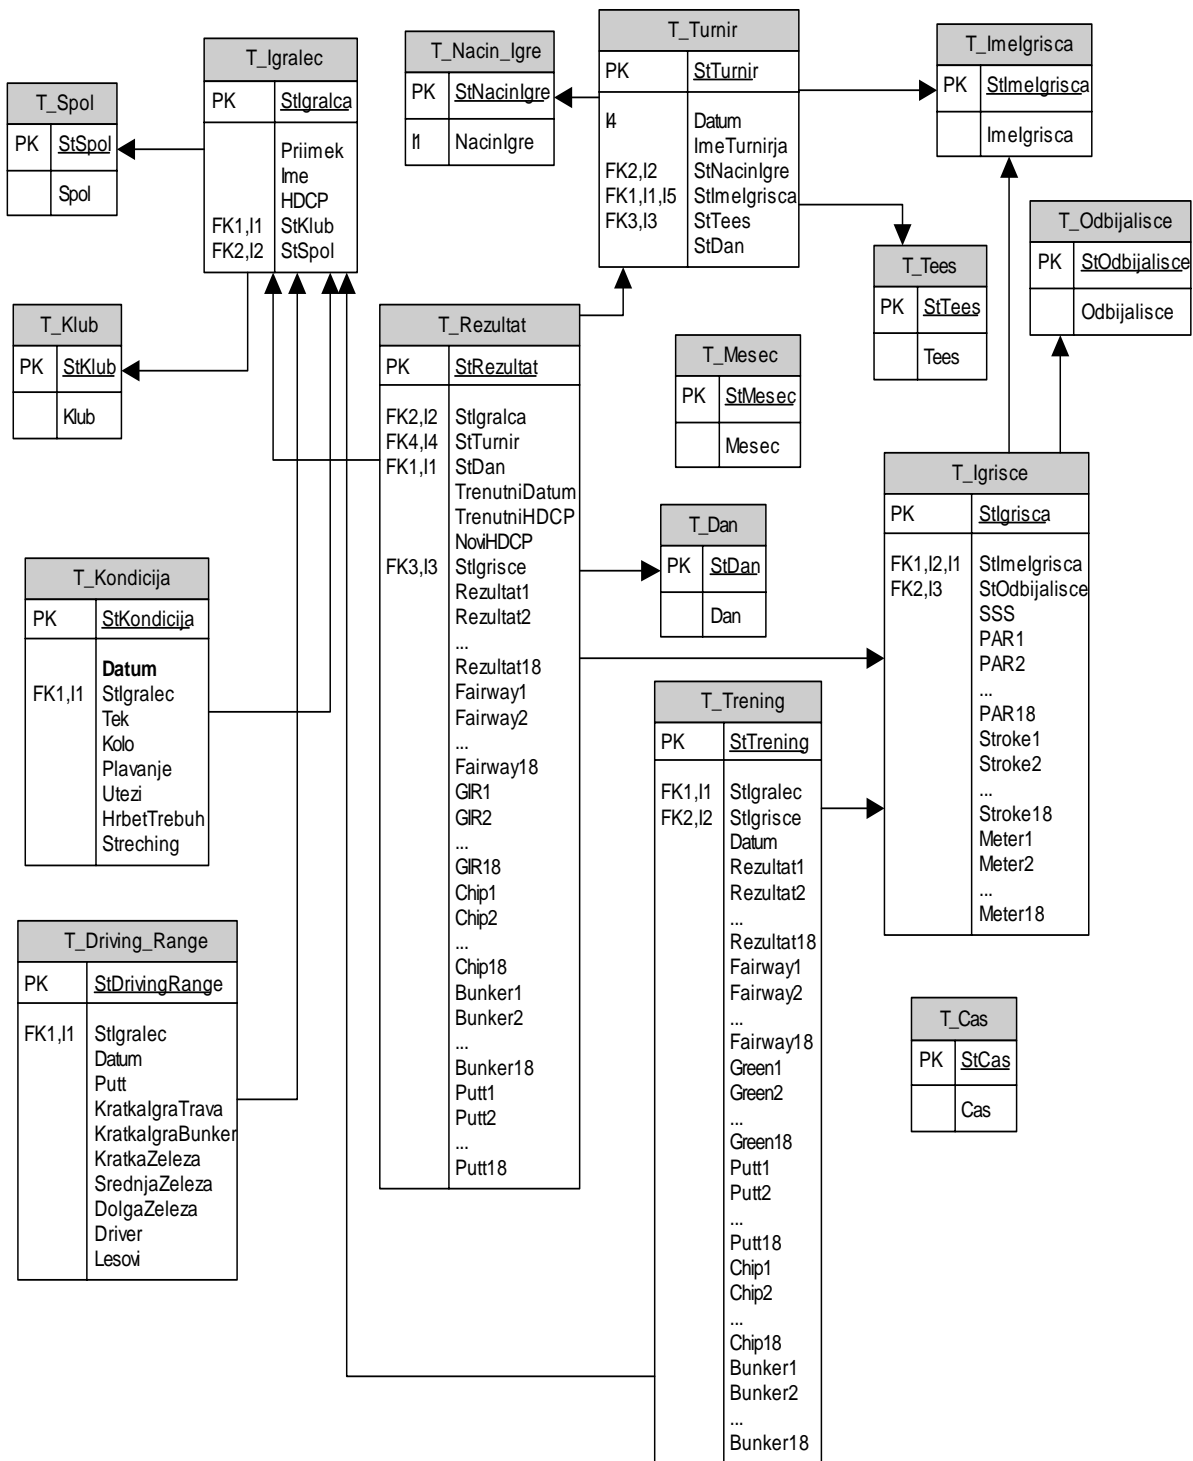 T_Igralec
PK StIgralca
Priimek
Ime
HDCP
FK1,I1 StKlub
FK2,I2 StSpol
T_Nacin_Igre
PK StNacinIgre
I1 NacinIgre
T_Turnir
PK StTurnir
I4 Datum
ImeTurnirja
FK2,I2 StNacinIgre
FK1,I1,I5 StImeIgrisca
FK3,I3 StTees
StDan
T_ImeIgrisca
PK StImeIgrisca
ImeIgrisca
T_Spol
PK StSpol
Spol
T_Odbijalisce
PK StOdbijalisce
Odbijalisce
T_Tees
PK StTees
Tees
T_Klub
PK StKlub
Klub
T_Rezultat
PK StRezultat
FK2,I2 StIgralca
FK4,I4 StTurnir
FK1,I1 StDan
TrenutniDatum
TrenutniHDCP
NoviHDCP
FK3,I3 StIgrisce
Rezultat1
Rezultat2
...
Rezultat18
Fairway1
Fairway2
...
Fairway18
GIR1
GIR2
...
GIR18
Chip1
Chip2
...
Chip18
Bunker1
Bunker2
...
Bunker18
Putt1
Putt2
...
Putt18
T_Mesec
PK StMesec
Mesec
T_Dan
PK StDan
Dan
T_Igrisce
PK StIgrisca
FK1,I2,I1 StImeIgrisca
FK2,I3 StOdbijalisce
SSS
PAR1
PAR2
...
PAR18
Stroke1
Stroke2
...
Stroke18
Meter1
Meter2
...
Meter18
T_Kondicija
PK StKondicija
Datum
FK1,I1 StIgralec
Tek
Kolo
Plavanje
Utezi
HrbetTrebuh
Streching
T_Trening
PK StTrening
FK1,I1 StIgralec
FK2,I2 StIgrisce
Datum
Rezultat1
Rezultat2
...
Rezultat18
Fairway1
Fairway2
...
Fairway18
Green1
Green2
...
Green18
Putt1
Putt2
...
Putt18
Chip1
Chip2
...
Chip18
Bunker1
Bunker2
...
Bunker18
T_Driving_Range
PK StDrivingRange
FK1,I1 StIgralec
Datum
Putt
KratkaIgraTrava
KratkaIgraBunker
KratkaZeleza
SrednjaZeleza
DolgaZeleza
Driver
Lesovi
T_Cas
PK StCas
Cas